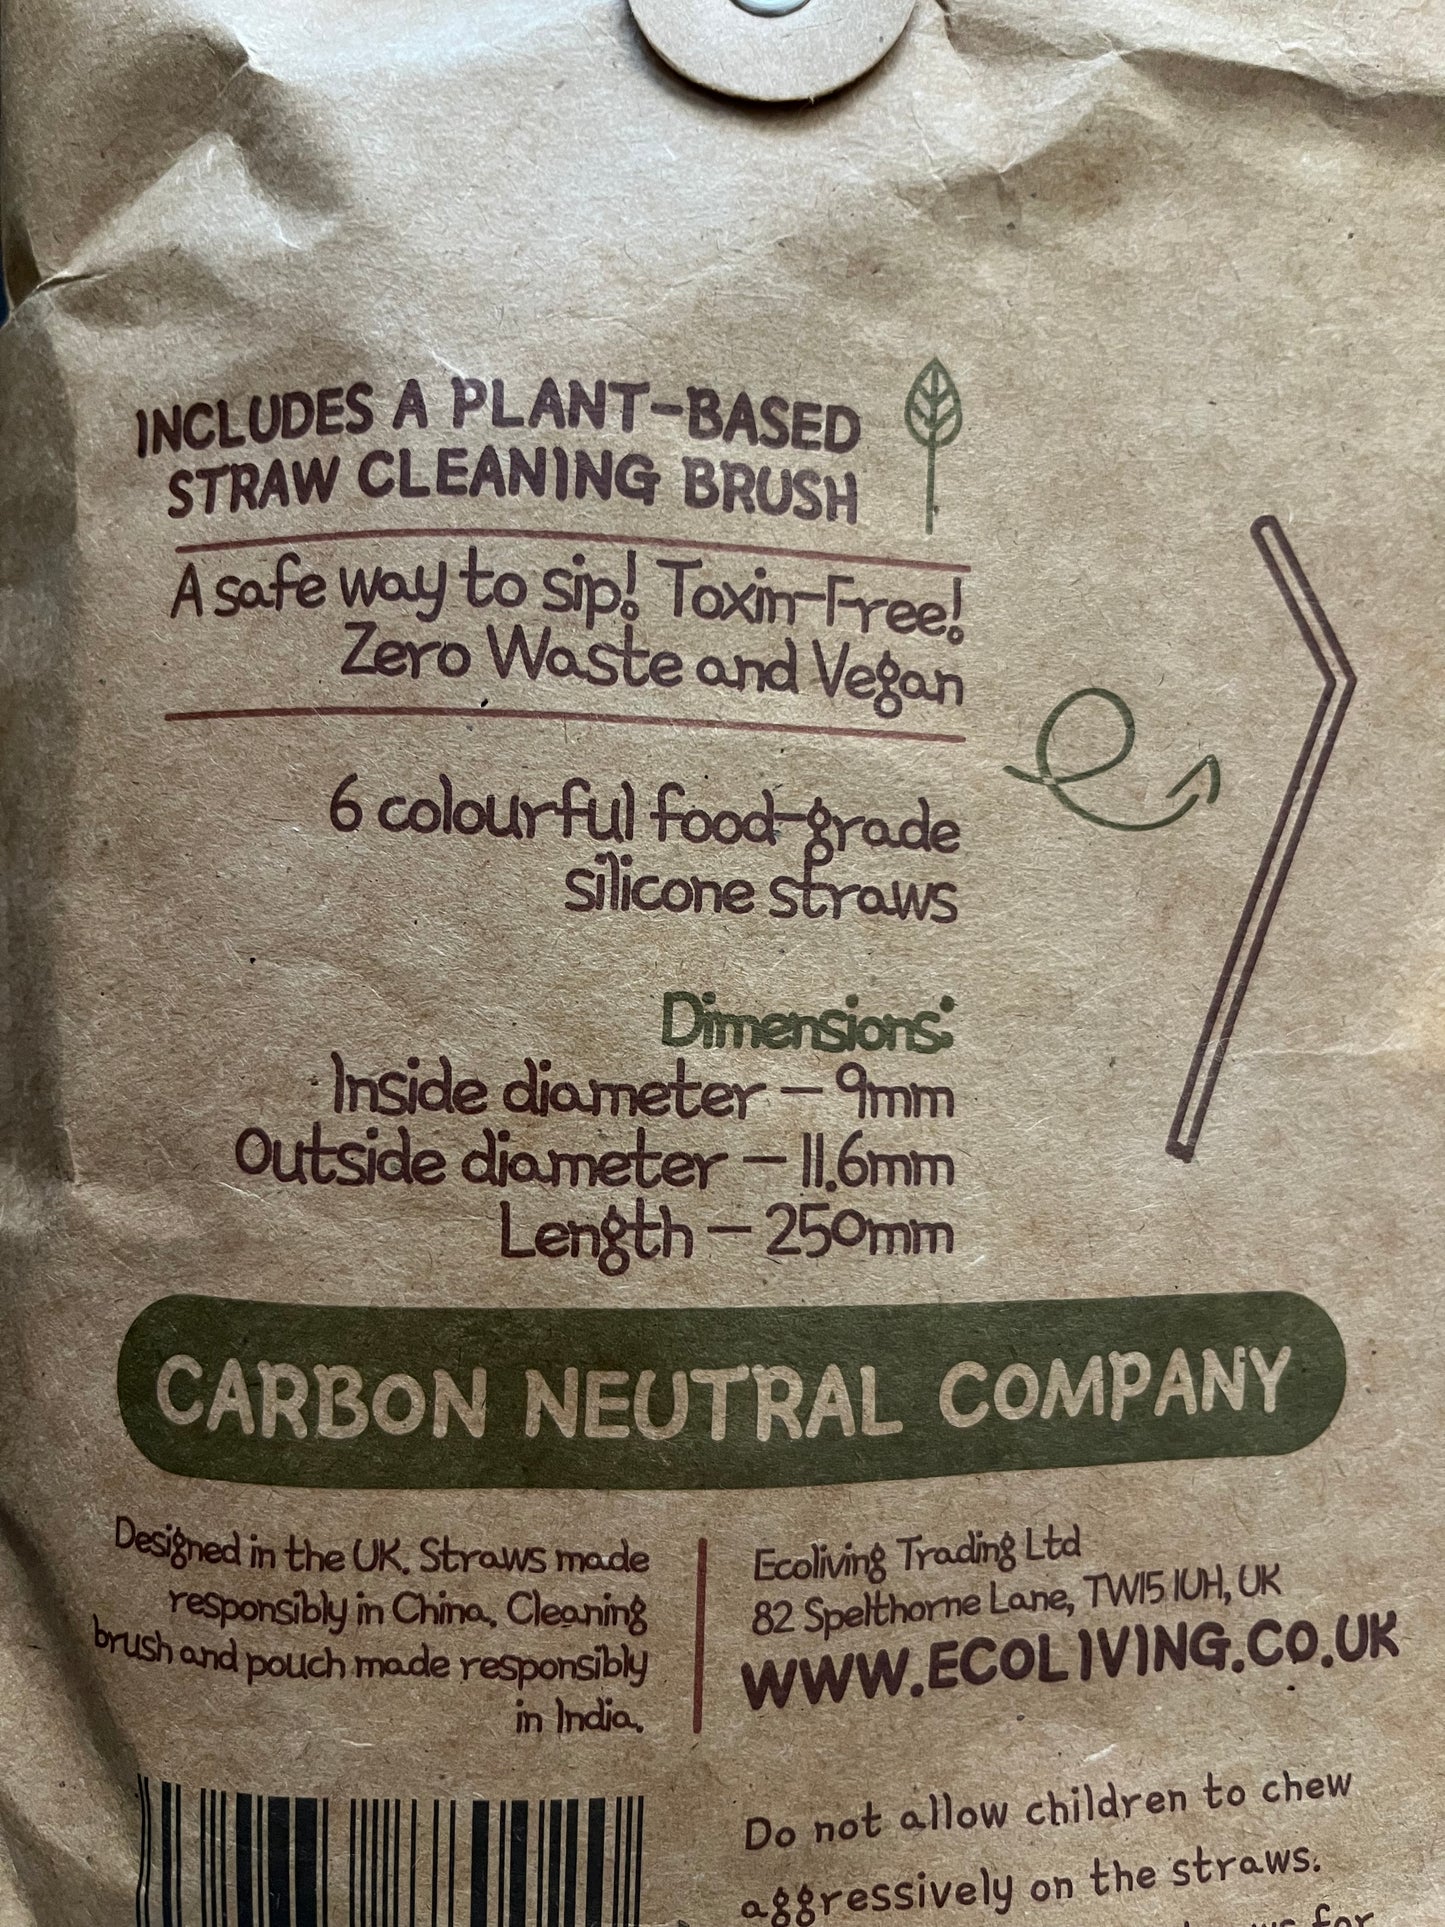 INCLUDES A PLANT-BASED
STRAW CLEANING BRUSH
A safe way to sip! Toxin-Free!
Zero Waste and Vegan
6 colourful food-grade
silicone straws
Dimensions:
Inside diameter – 9mm
Outside diameter – 11.6mm
Length – 250mm
CARBON NEUTRAL COMPANY
Designed in the UK. Straws made
responsibly in China. Cleaning
brush and pouch made responsibly
in India.
Ecoliving Trading Ltd
82 Spelthorne Lane, TW15 1UH, UK
WWW.ECOLIVING.CO.UK
Do not allow children to chew
aggressively on the straws.
for